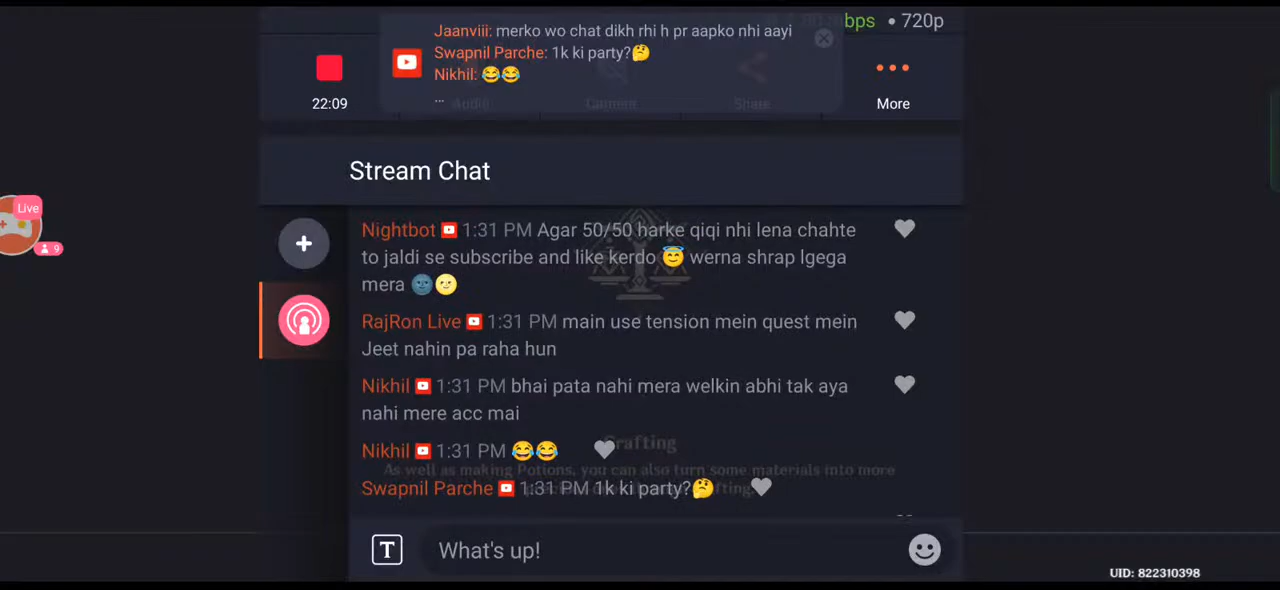 bps • 720p
Jaanviii: merko wo chat dikh rhi h pr aapko nhi aayi
Swapnil Parche: 1k ki party?🤔
Nikhil: 😂😂
...
22:09
Audio
Camera
Share
More
Stream Chat
Live
9
Nightbot 1:31 PM Agar 50/50 harke qiqi nhi lena chahte
to jaldi se subscribe and like kerdo 😇 werna shrap lgega
mera 🌚🌝
RajRon Live 1:31 PM main use tension mein quest mein
Jeet nahin pa raha hun
Nikhil 1:31 PM bhai pata nahi mera welkin abhi tak aya
nahi mere acc mai
Nikhil 1:31 PM 😂😂
Crafting
As well as making Potions, you can also turn some materials into more
Swapnil Parche 1:31 PM 1k ki party?🤔
T What's up!
UID: 822310398